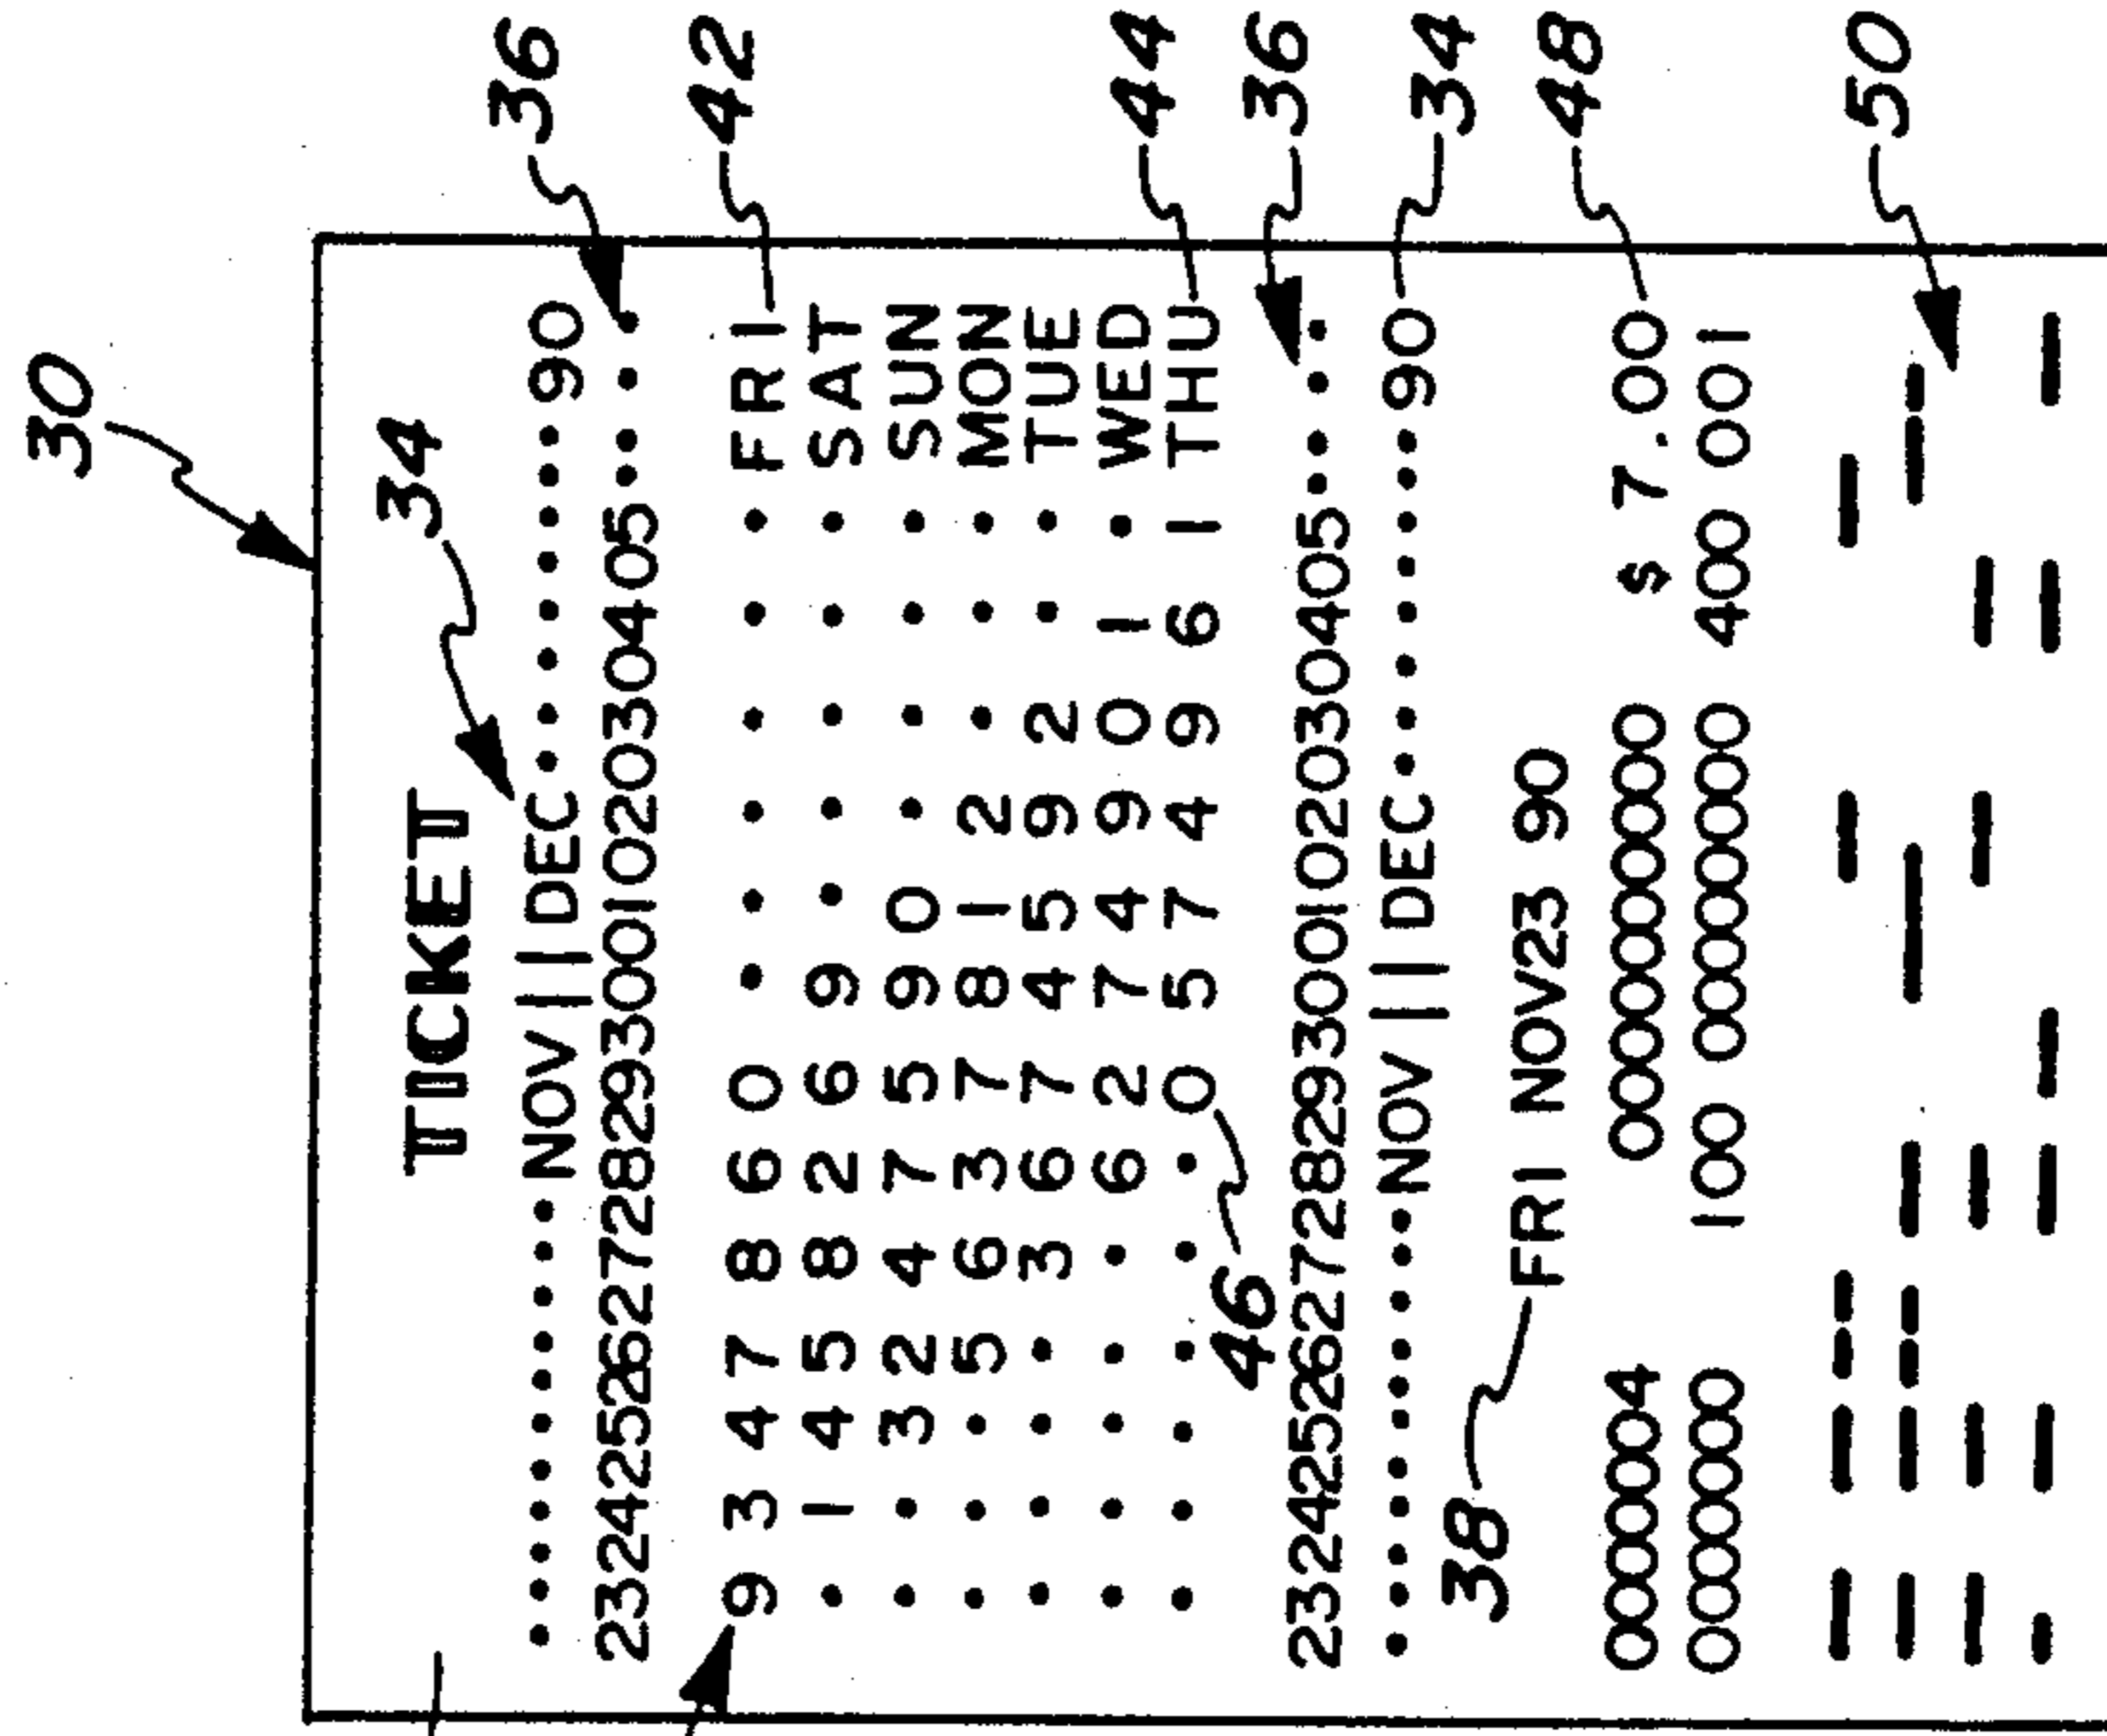 30
34
36
42
44
36
34
48
50
TICKET
• • • • • • • • • • • NOV||DEC • • • • • • • • 90
23242526272829300102030405 • • • •
9 3 4 7 8 6 0 • • • • • • FRI
• 1 4 5 8 2 6 9 • • • • • SAT
• • 3 2 4 7 5 9 0 • • • • SUN
• • • 5 6 3 7 8 1 2 • • • MON
• • • • 3 6 7 4 5 9 2 • • TUE
• • • • • 6 2 7 4 9 0 1 • WED
• • • • • • 0 5 7 4 9 6 1 THU
46
23242526272829300102030405 • • • •
• • • • • • • • • • • NOV||DEC • • • • • • • • 90
38
FRI NOV23 90
0000004 0000000000 $ 7.00
0000000 100 00000000 400 001